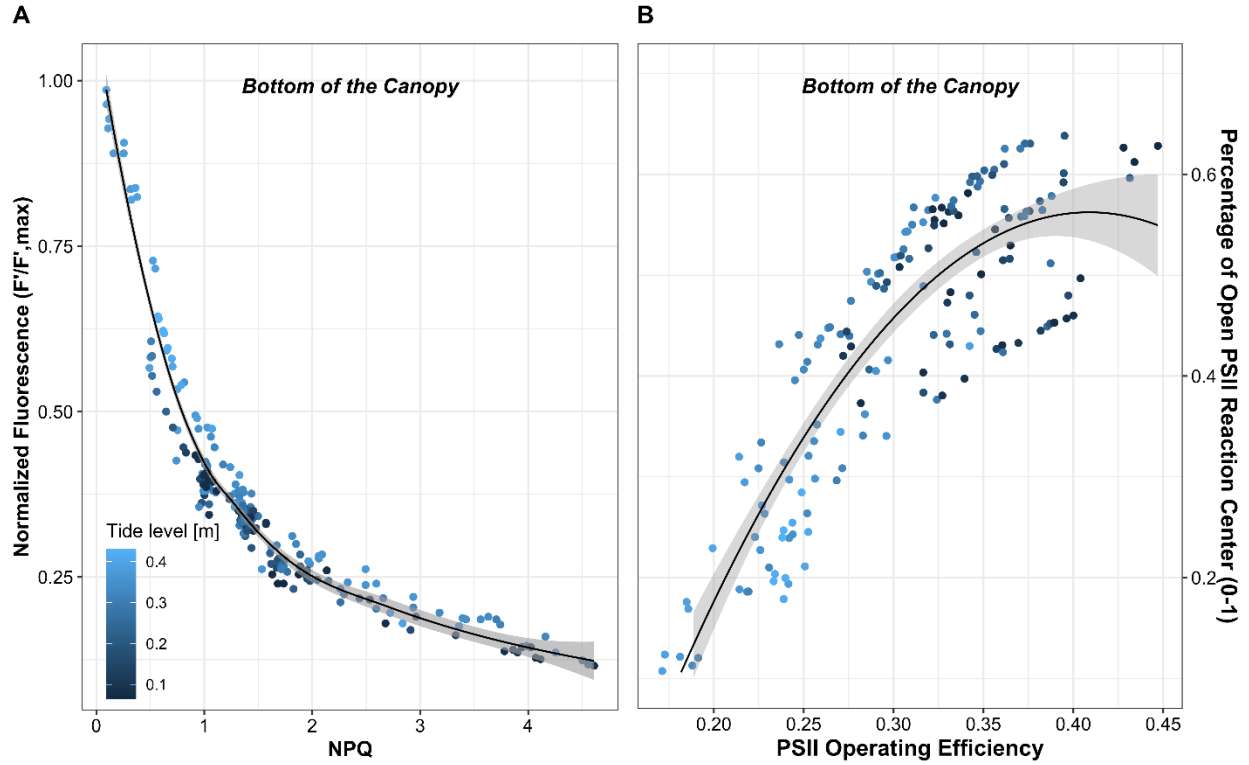 A
B
Bottom of the Canopy
Bottom of the Canopy
Normalized Fluorescence (F'/F',max)
1.00
0.75
0.50
0.25
Tide level [m]
0.4
0.3
0.2
0.1
0
1
2
3
4
NPQ
0.6
0.4
0.2
Percentage of Open PSII Reaction Center (0-1)
0.20
0.25
0.30
0.35
0.40
0.45
PSII Operating Efficiency